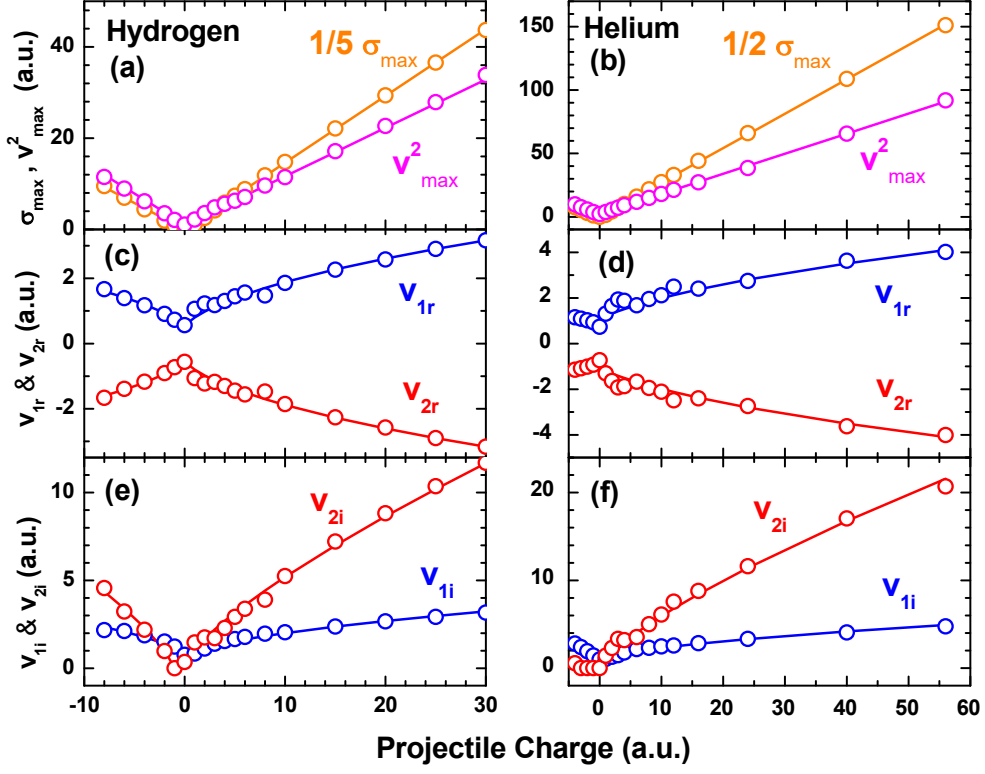 Hydrogen
(a)
1/5 σmax
v²max
σmax , v²max (a.u.)
0
20
40
Helium
(b)
1/2 σmax
v²max
0
50
100
150
(c)
v1r
v2r
v1r & v2r (a.u.)
-2
0
2
(d)
v1r
v2r
-4
-2
0
2
4
(e)
v2i
v1i
v1i & v2i (a.u.)
0
5
10
-10
0
10
20
30
(f)
v2i
v1i
0
10
20
0
10
20
30
40
50
60
Projectile Charge (a.u.)